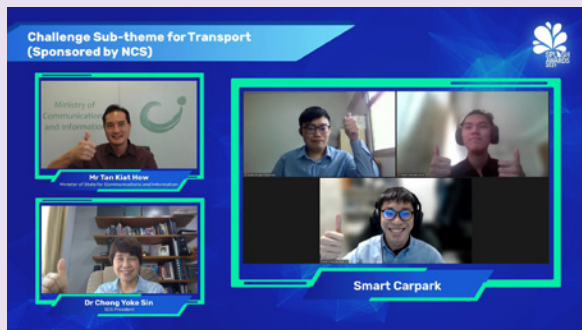 Challenge Sub-theme for Transport
(Sponsored by NCS)
SPLASH
AWARDS
2021
Ministry of
Communications
and Information
Mr Tan Kiat How
Minister of State for Communications and Information
Dr Chong Yoke Sin
SCS President
Smart Carpark